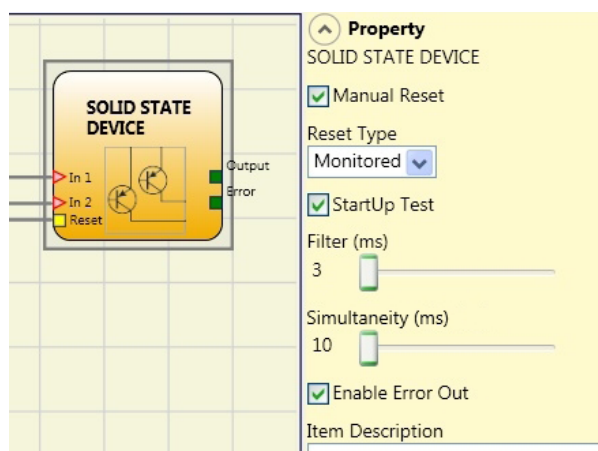 SOLID STATE
DEVICE
In 1
In 2
Reset
Output
Error
Property
SOLID STATE DEVICE
Manual Reset
Reset Type
Monitored
StartUp Test
Filter (ms)
3
Simultaneity (ms)
10
Enable Error Out
Item Description